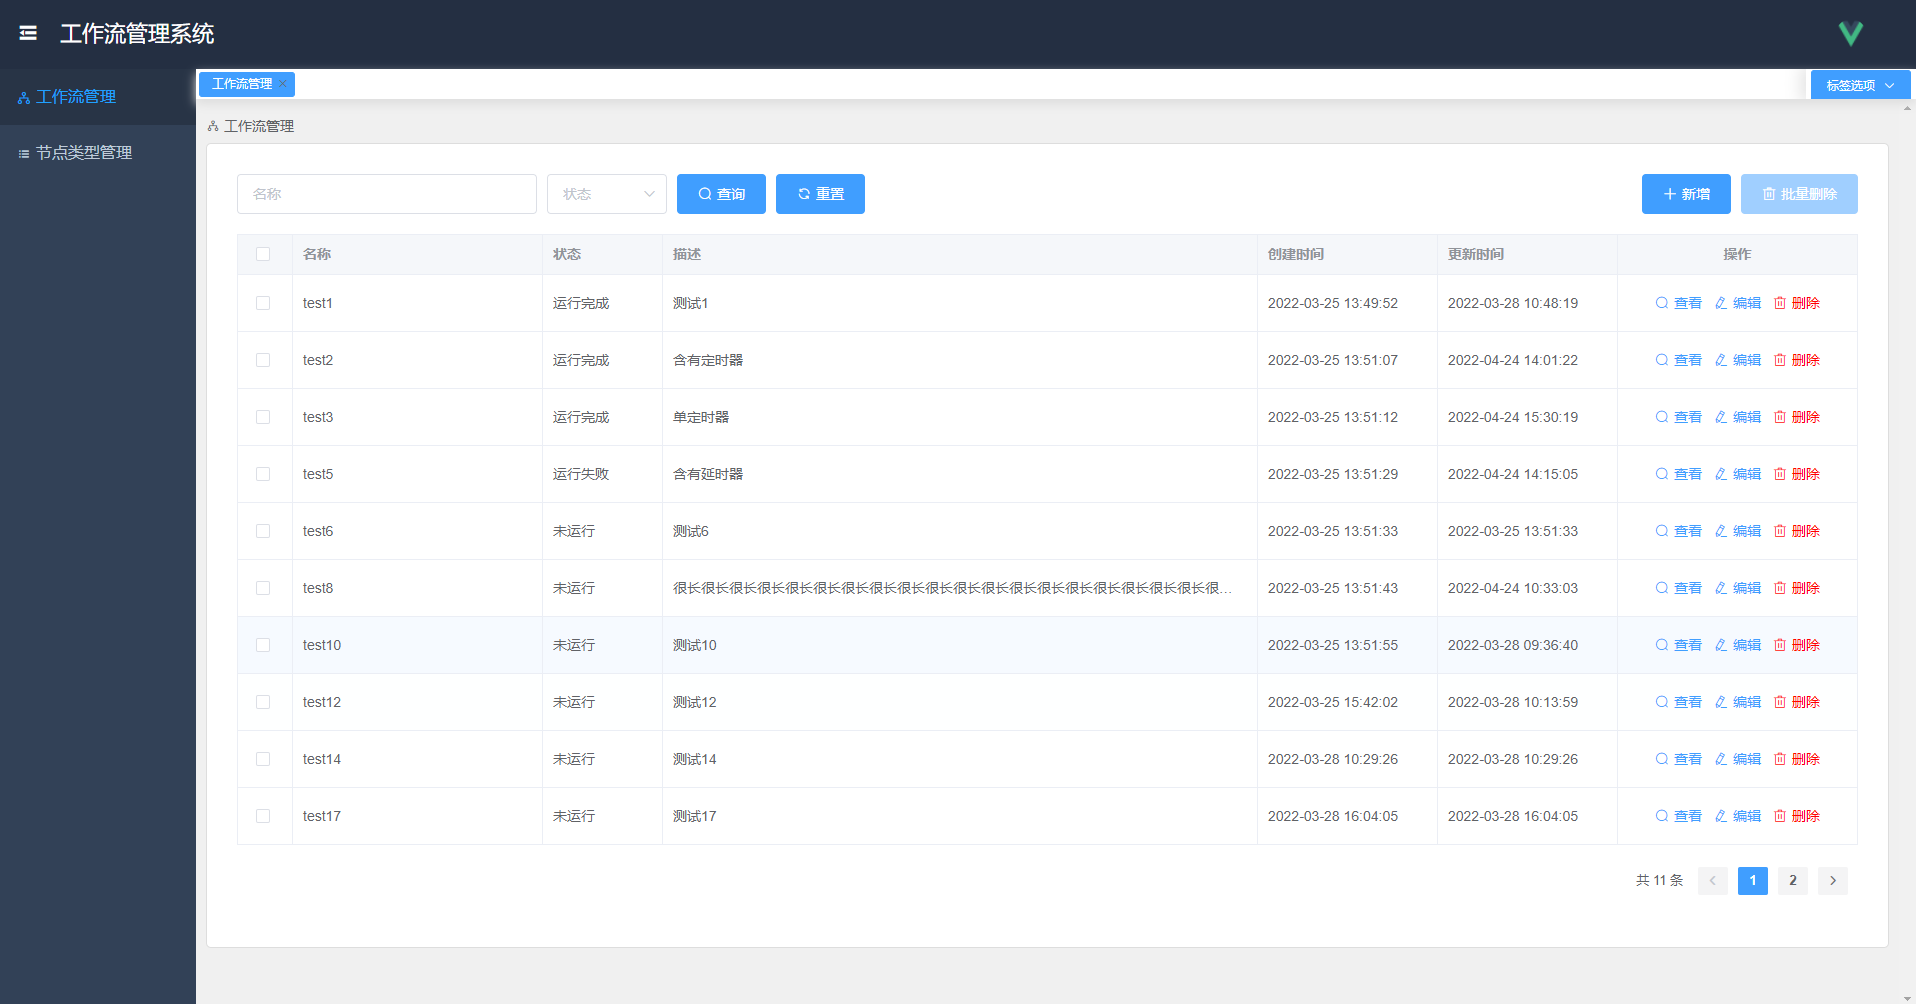 工作流管理系统
工作流管理
节点类型管理
工作流管理
标签选项
工作流管理
名称 状态 查询 重置 新增 批量删除
名称 状态 描述 创建时间 更新时间 操作
test1 运行完成 测试1 2022-03-25 13:49:52 2022-03-28 10:48:19 查看 编辑 删除
test2 运行完成 含有定时器 2022-03-25 13:51:07 2022-04-24 14:01:22 查看 编辑 删除
test3 运行完成 单定时器 2022-03-25 13:51:12 2022-04-24 15:30:19 查看 编辑 删除
test5 运行失败 含有延时器 2022-03-25 13:51:29 2022-04-24 14:15:05 查看 编辑 删除
test6 未运行 测试6 2022-03-25 13:51:33 2022-03-25 13:51:33 查看 编辑 删除
test8 未运行 很长很长很长很长很长很长很长很长很长很长很长很长很长很长很长很长很长很长很长很... 2022-03-25 13:51:43 2022-04-24 10:33:03 查看 编辑 删除
test10 未运行 测试10 2022-03-25 13:51:55 2022-03-28 09:36:40 查看 编辑 删除
test12 未运行 测试12 2022-03-25 15:42:02 2022-03-28 10:13:59 查看 编辑 删除
test14 未运行 测试14 2022-03-28 10:29:26 2022-03-28 10:29:26 查看 编辑 删除
test17 未运行 测试17 2022-03-28 16:04:05 2022-03-28 16:04:05 查看 编辑 删除
共 11 条 1 2